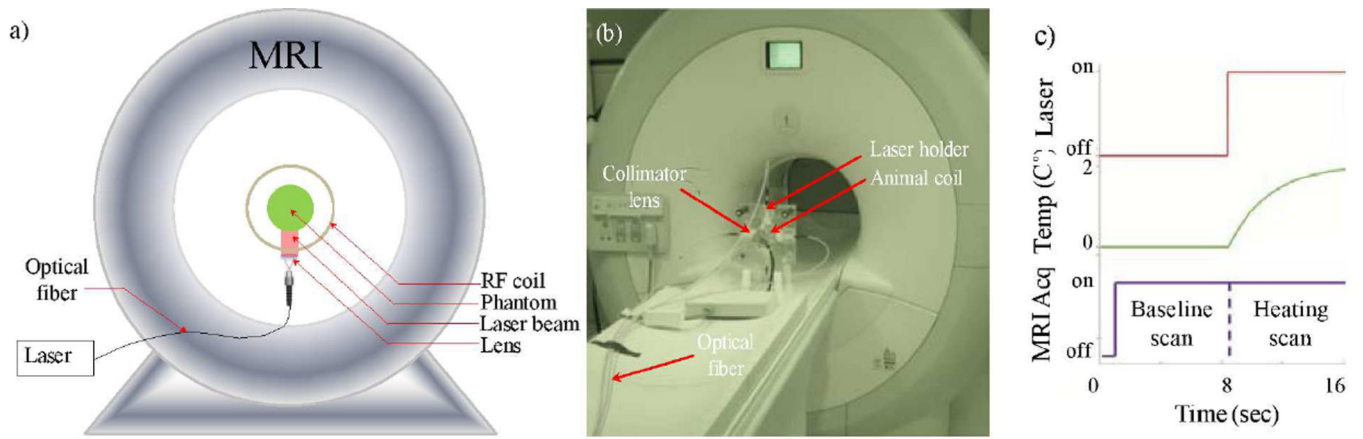 a)
MRI
Optical
fiber
Laser
RF coil
Phantom
Laser beam
Lens
(b)
Laser holder
Collimator
lens
Animal coil
Optical
fiber
c)
Laser
on
off
Temp (C°)
2
0
MRI Acq
on
off
Baseline
scan
Heating
scan
0
8
16
Time (sec)